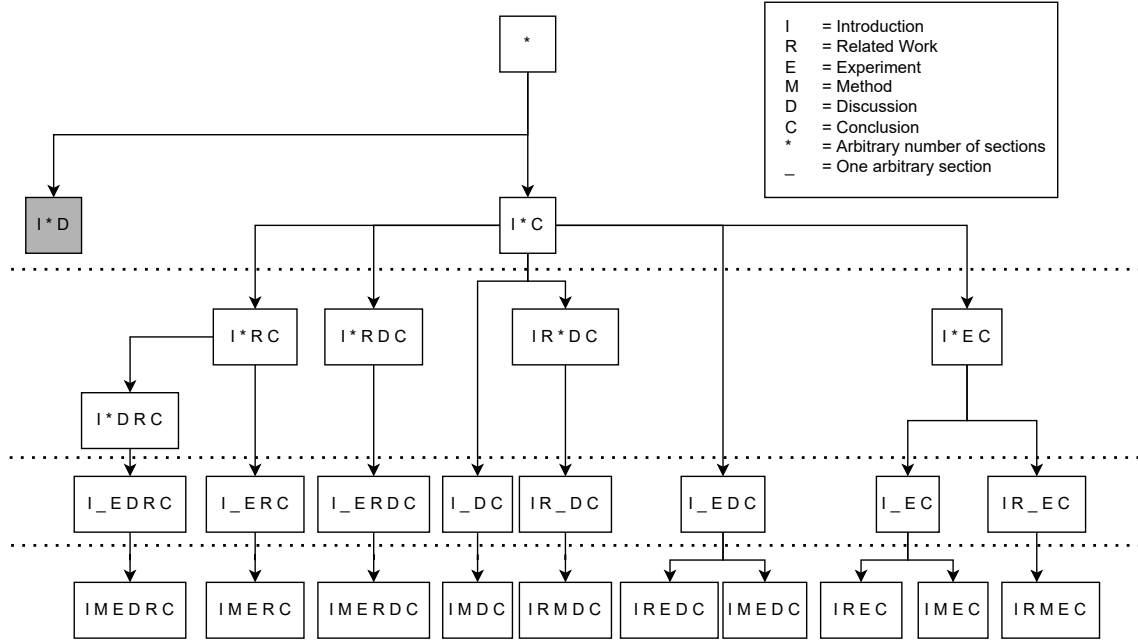 *
I = Introduction
R = Related Work
E = Experiment
M = Method
D = Discussion
C = Conclusion
* = Arbitrary number of sections
_ = One arbitrary section
I * D
I * C
I * R C
I * R D C
I R * D C
I * E C
I * D R C
I _ E D R C
I _ E R C
I _ E R D C
I _ D C
I R _ D C
I _ E D C
I _ E C
I R _ E C
I M E D R C
I M E R C
I M E R D C
I M D C
I R M D C
I R E D C
I M E D C
I R E C
I M E C
I R M E C